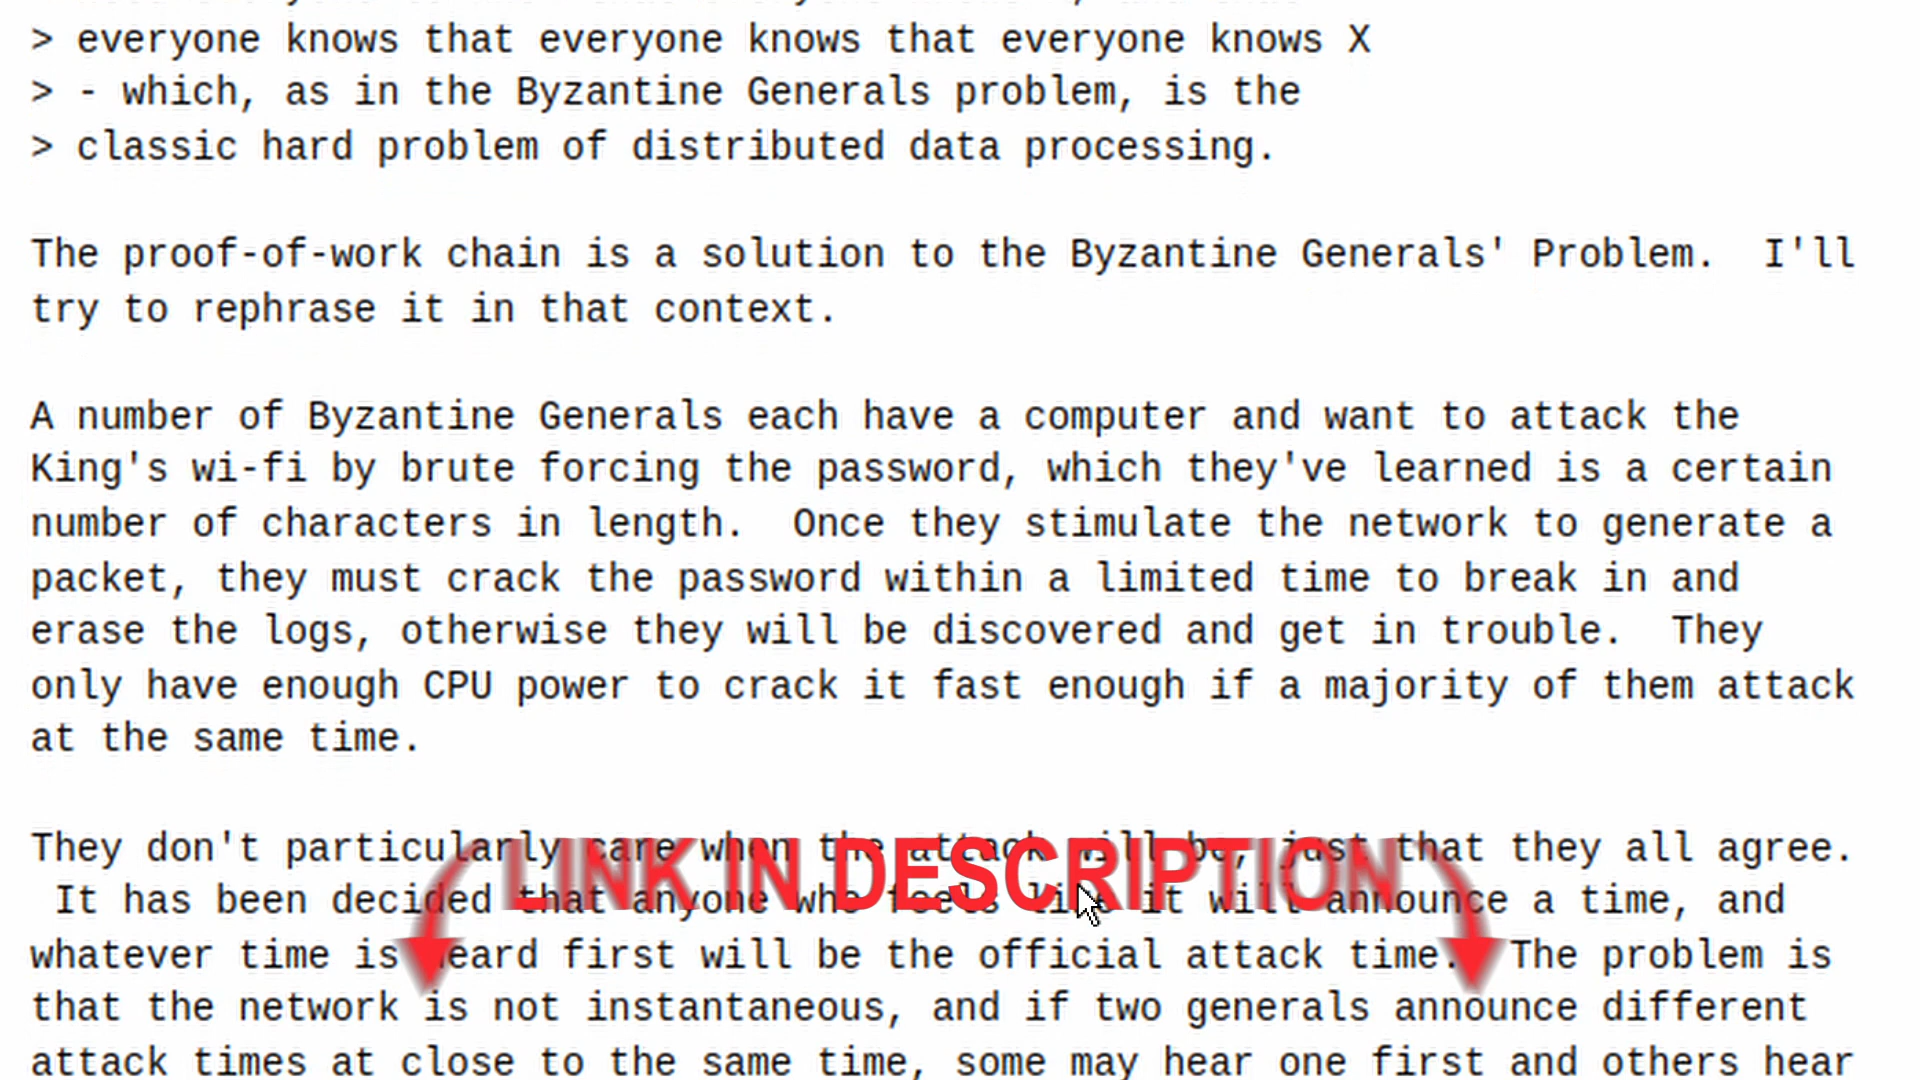 > everyone knows that everyone knows that everyone knows X
> - which, as in the Byzantine Generals problem, is the
> classic hard problem of distributed data processing.
The proof-of-work chain is a solution to the Byzantine Generals' Problem.  I'll
try to rephrase it in that context.
A number of Byzantine Generals each have a computer and want to attack the
King's wi-fi by brute forcing the password, which they've learned is a certain
number of characters in length.  Once they stimulate the network to generate a
packet, they must crack the password within a limited time to break in and
erase the logs, otherwise they will be discovered and get in trouble.  They
only have enough CPU power to crack it fast enough if a majority of them attack
at the same time.
They don't particularly care when the attack will be, just that they all agree.
LINK IN DESCRIPTION
It has been decided that anyone who feels like it will announce a time, and
whatever time is heard first will be the official attack time.  The problem is
that the network is not instantaneous, and if two generals announce different
attack times at close to the same time, some may hear one first and others hear